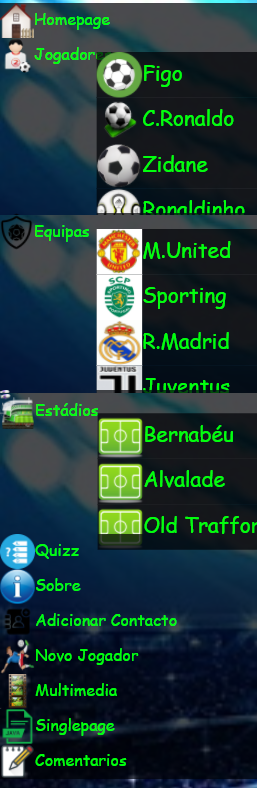 Homepage
Jogador
Figo
C.Ronaldo
Zidane
Ronaldinho
Equipas
M.United
Sporting
R.Madrid
Juventus
Estádios
Bernabéu
Alvalade
Old Traffor
Quizz
Sobre
Adicionar Contacto
Novo Jogador
Multimedia
Singlepage
Comentarios